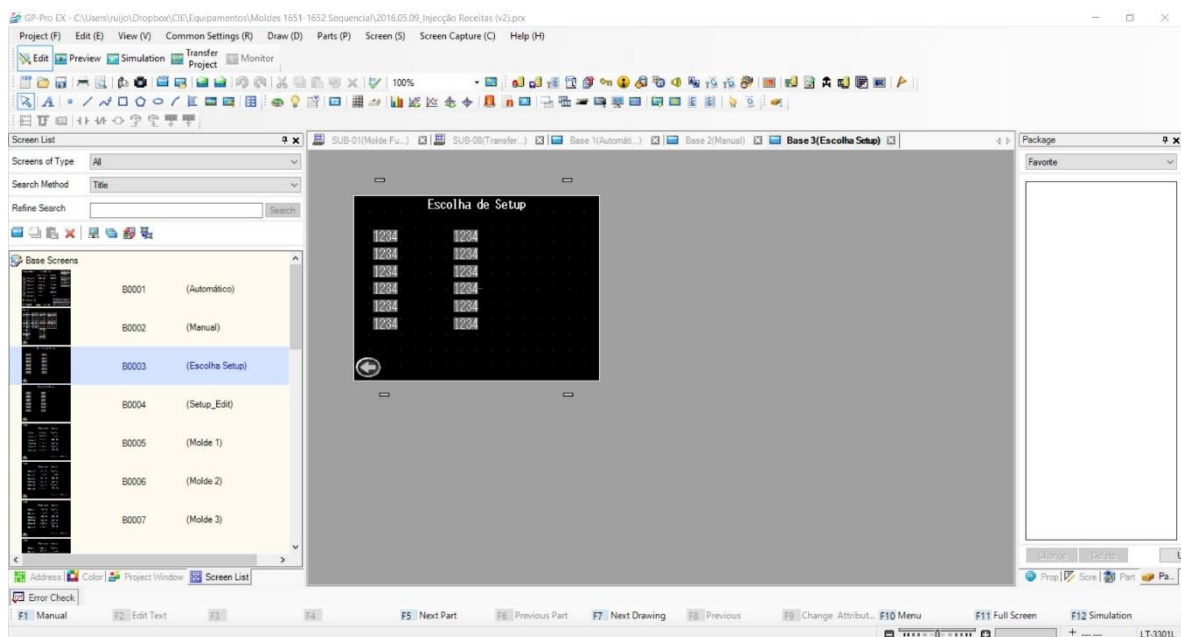 GP-Pro EX - C:\Users\ruijo\Dropbox\CIE\Equipamentos\Moldes 1651-1652 Sequencial\2016.05.09_Injecção Receitas (v2).prx
Project (F) Edit (E) View (V) Common Settings (R) Draw (D) Parts (P) Screen (S) Screen Capture (C) Help (H)
Edit Preview Simulation Transfer Project Monitor
100%
Screen List
SUB-01(Molde Fu...) SUB-08(Transfer...) Base 1(Automáti...) Base 2(Manual) Base 3(Escolha Setup)
Package
Screens of Type All
Favorite
Search Method Title
Refine Search Search
Base Screens
B0001 (Automático)
B0002 (Manual)
B0003 (Escolha Setup)
B0004 (Setup_Edit)
B0005 (Molde 1)
B0006 (Molde 2)
B0007 (Molde 3)
Escolha de Setup
1234 1234
1234 1234
1234 1234
1234 1234
1234 1234
1234 1234
Change Delete
Address Color Project Window Screen List
Prop Scre Part Pa...
Error Check
F1 Manual F2 Edit Text F3 F4 F5 Next Part F6 Previous Part F7 Next Drawing F8 Previous F9 Change Attribut... F10 Menu F11 Full Screen F12 Simulation
LT-3301L